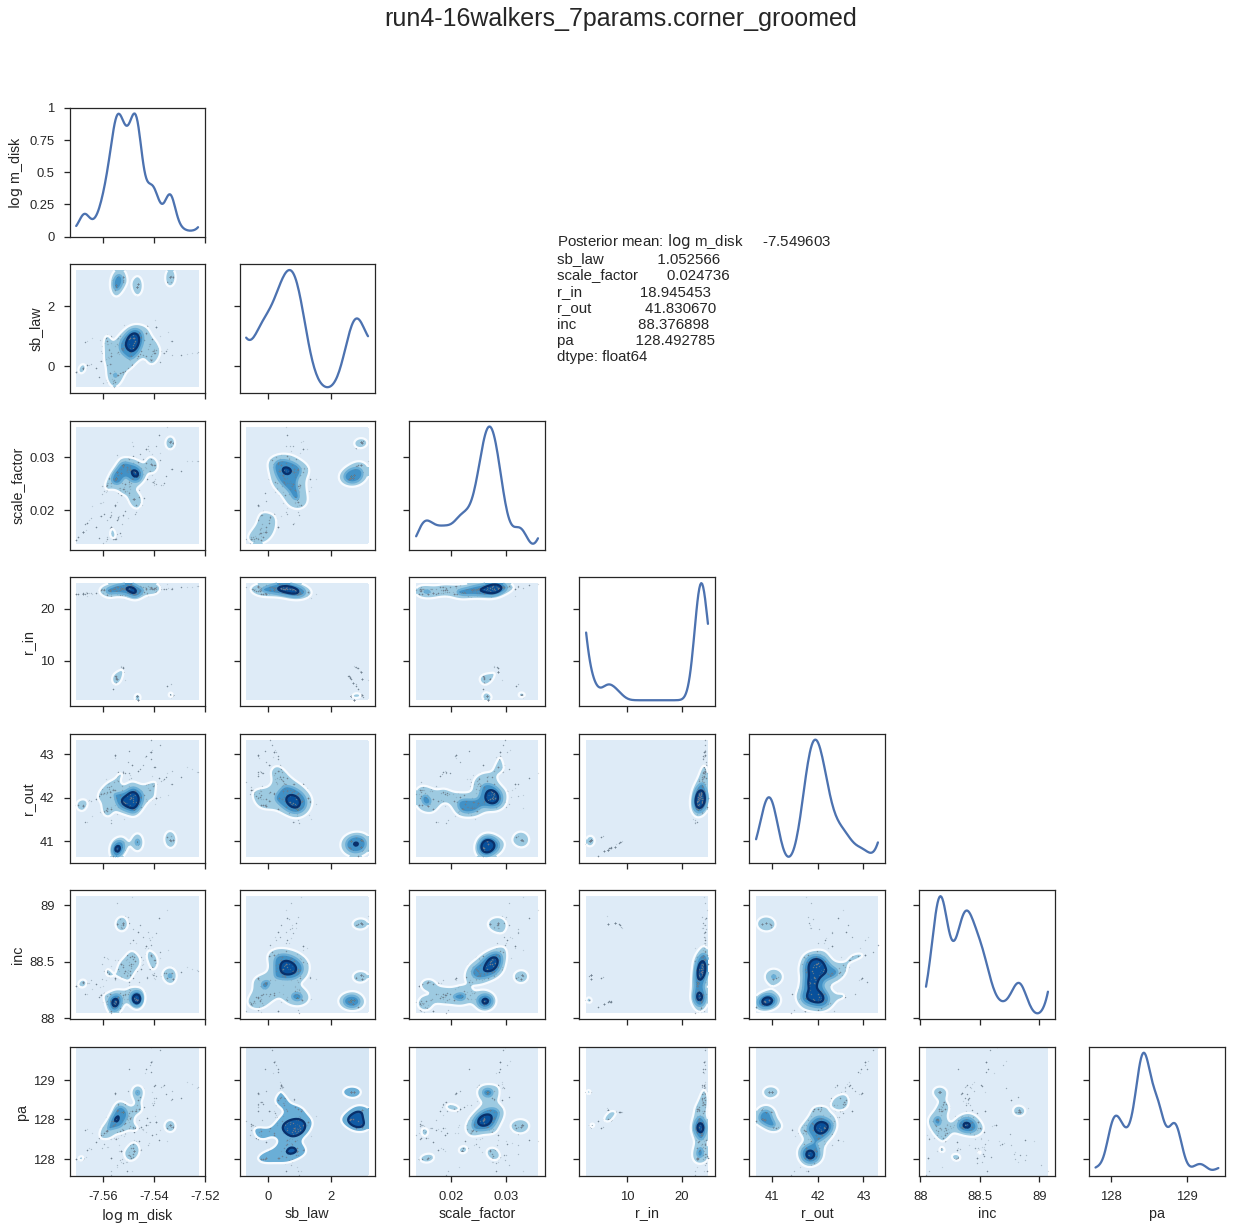 run4-16walkers_7params.corner_groomed
1
0.75
0.5
0.25
0
log m_disk
Posterior mean: log m_disk -7.549603
sb_law 1.052566
scale_factor 0.024736
r_in 18.945453
r_out 41.830670
inc 88.376898
pa 128.492785
dtype: float64
2
0
sb_law
0.03
0.02
scale_factor
20
10
r_in
43
42
41
r_out
89
88.5
88
inc
129
128
128
pa
-7.56 -7.54 -7.52 0 2 0.02 0.03 10 20 41 42 43 88 88.5 89 128 129
log m_disk sb_law scale_factor r_in r_out inc pa